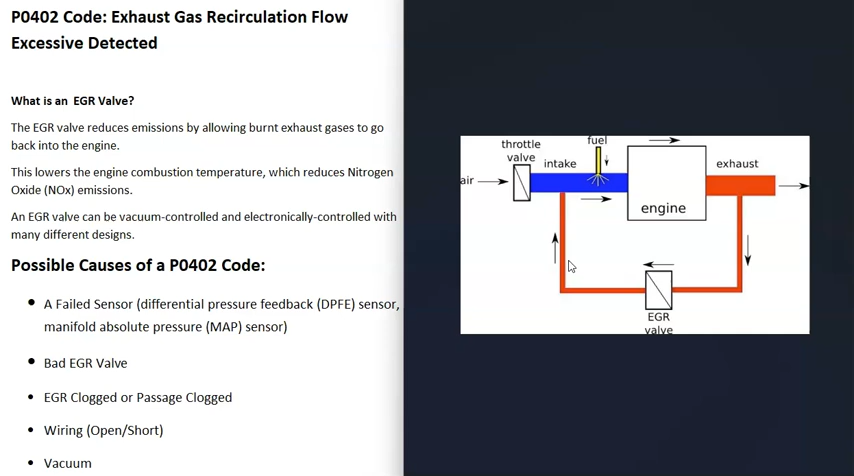 P0402 Code: Exhaust Gas Recirculation Flow
Excessive Detected
What is an EGR Valve?
The EGR valve reduces emissions by allowing burnt exhaust gases to go
back into the engine.
This lowers the engine combustion temperature, which reduces Nitrogen
Oxide (NOx) emissions.
An EGR valve can be vacuum-controlled and electronically-controlled with
many different designs.
Possible Causes of a P0402 Code:
A Failed Sensor (differential pressure feedback (DPFE) sensor,
manifold absolute pressure (MAP) sensor)
Bad EGR Valve
EGR Clogged or Passage Clogged
Wiring (Open/Short)
Vacuum
throttle
valve
fuel
intake
exhaust
air
engine
EGR
valve